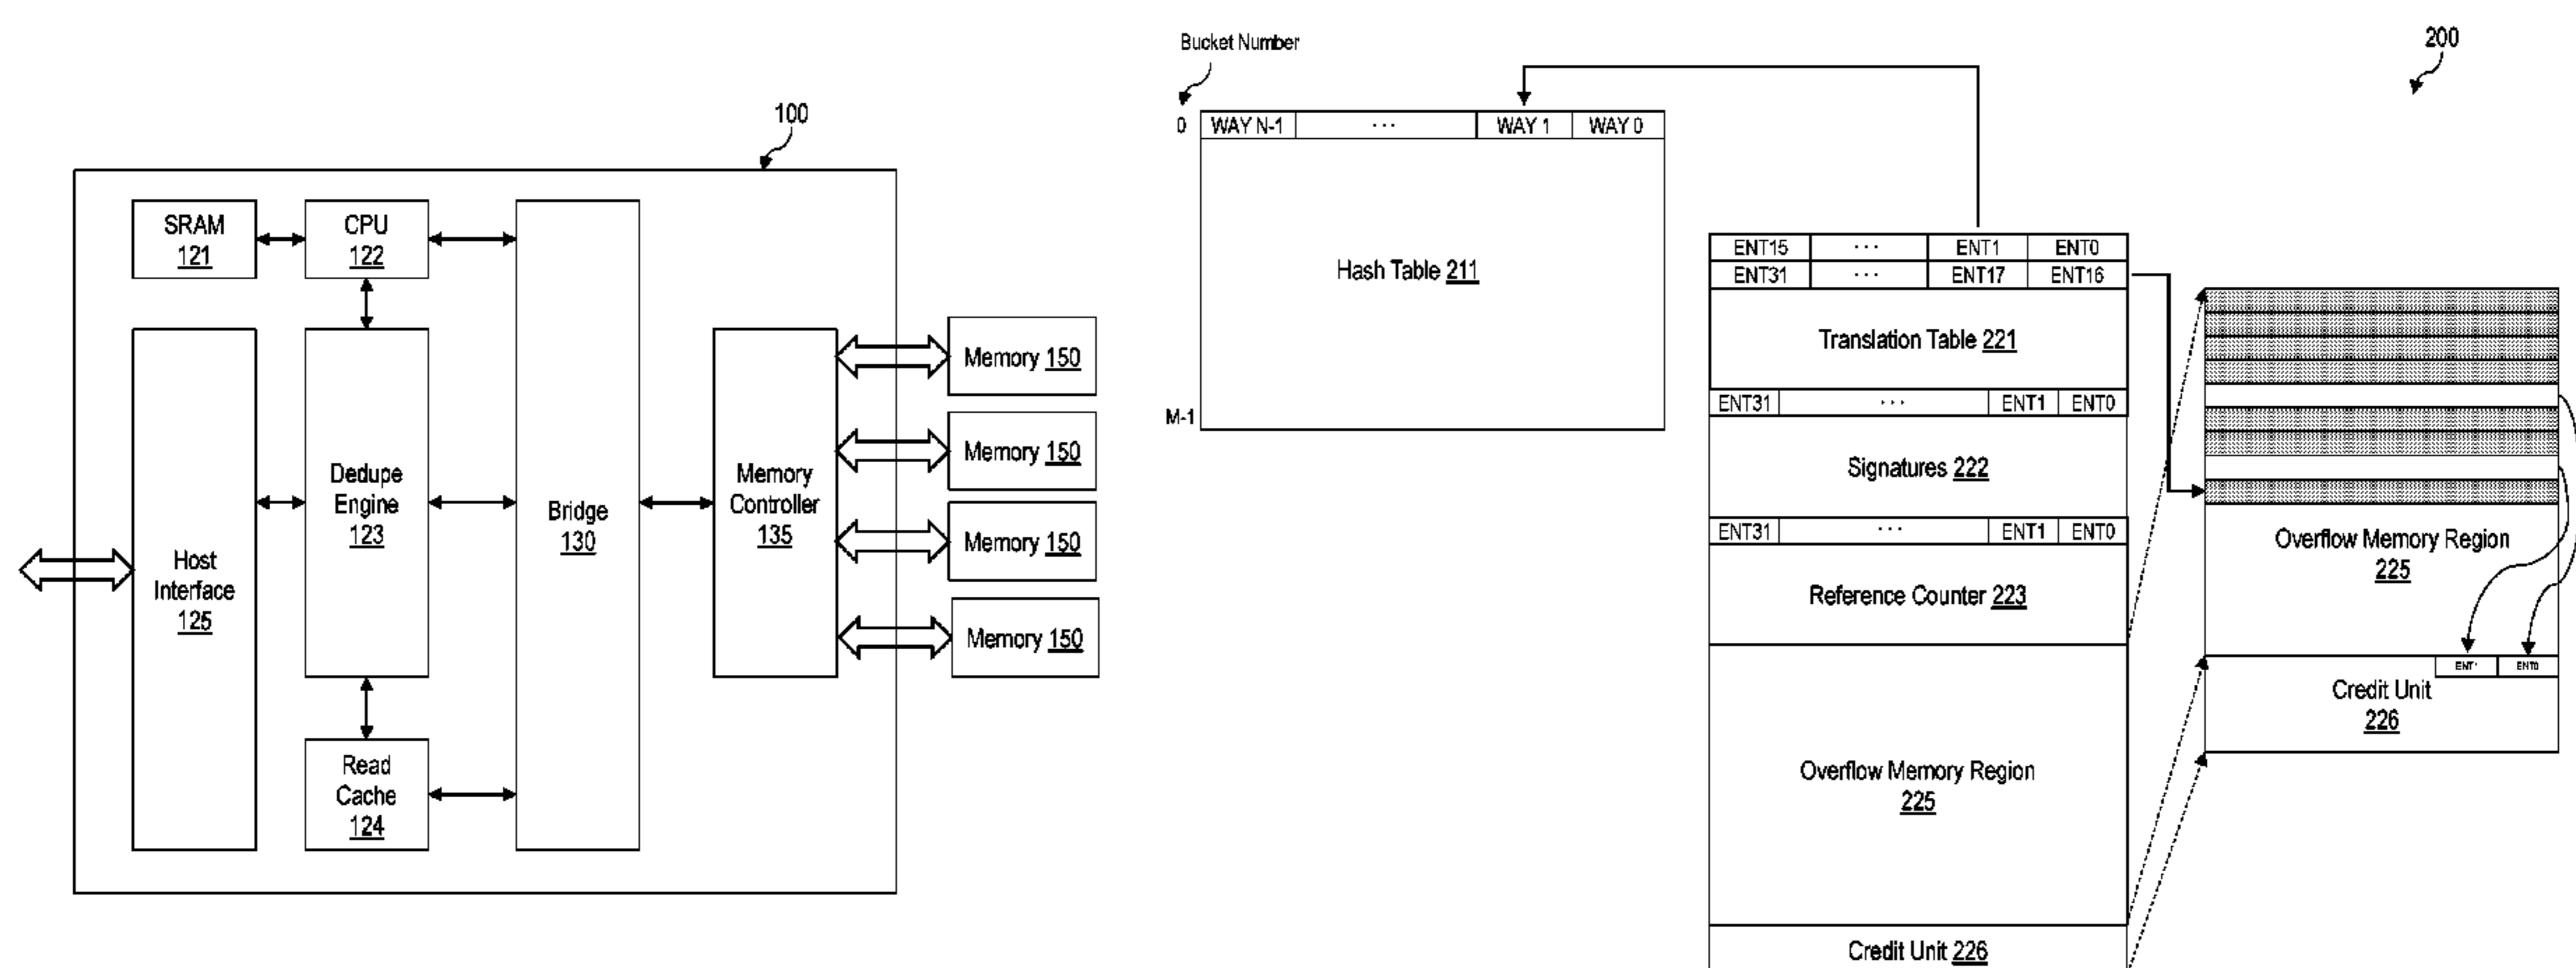 100
SRAM
121
CPU
122
Host
Interface
125
Dedupe
Engine
123
Read
Cache
124
Bridge
130
Memory
Controller
135
Memory 150
Memory 150
Memory 150
Memory 150
200
Bucket Number
0
WAY N-1 ... WAY 1 WAY 0
Hash Table 211
M-1
ENT15 ... ENT1 ENT0
ENT31 ... ENT17 ENT16
Translation Table 221
ENT31 ... ENT1 ENT0
Signatures 222
ENT31 ... ENT1 ENT0
Reference Counter 223
Overflow Memory Region
225
Credit Unit 226
Overflow Memory Region
225
ENT1 ENT0
Credit Unit
226